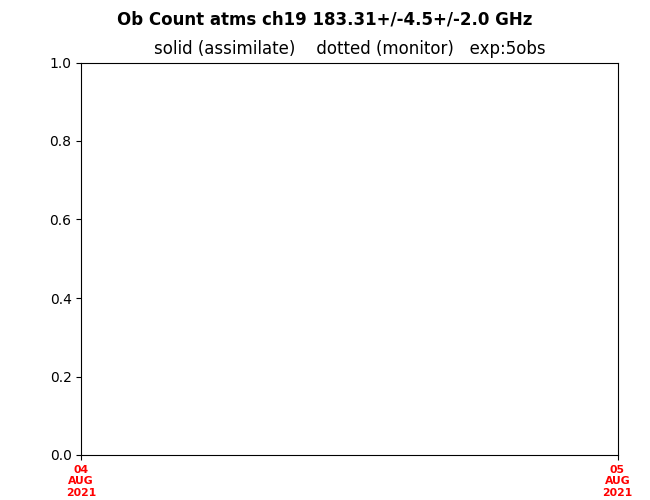 Ob Count atms ch19 183.31+/-4.5+/-2.0 GHz
solid (assimilate)    dotted (monitor)   exp:5obs
1.0
0.8
0.6
0.4
0.2
0.0
04
AUG
2021
05
AUG
2021